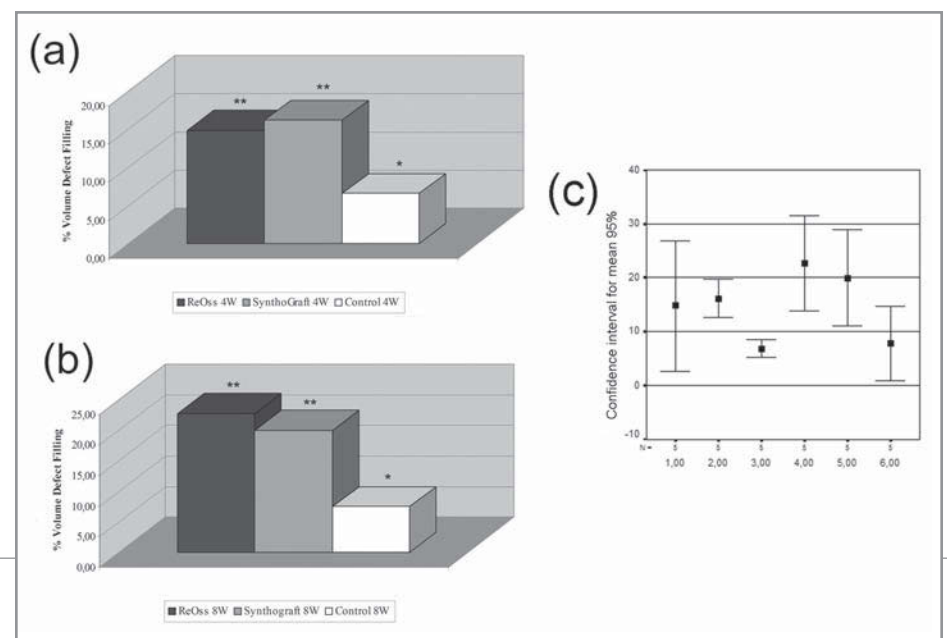 (a)
% Volume Defect Filling
20,00
15,00
10,00
5,00
0,00
**
**
*
ReOss 4W SynthoGraft 4W Control 4W
(b)
% Volume Defect Filling
25,00
20,00
15,00
10,00
5,00
0,00
**
**
*
ReOss 8W Synthograft 8W Control 8W
(c)
Confidence interval for mean 95%
40
30
20
10
0
-10
N = 5 5 5 5 5 5
1,00 2,00 3,00 4,00 5,00 6,00